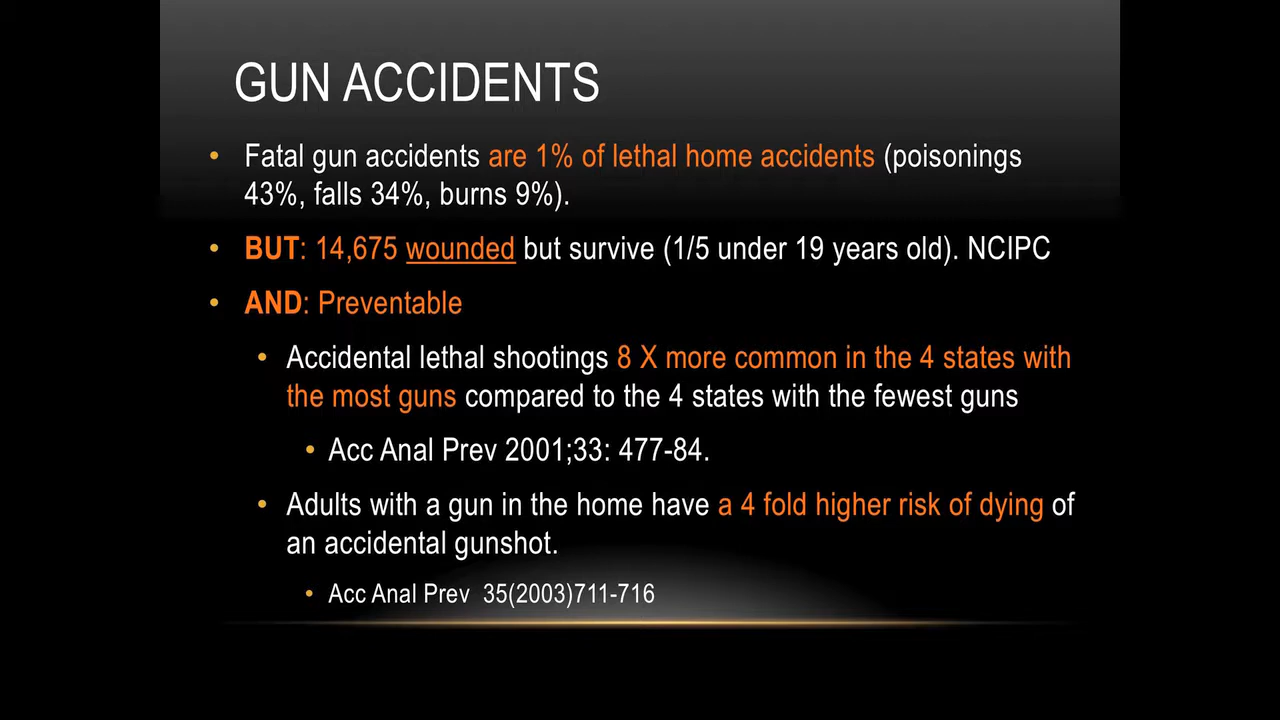 GUN ACCIDENTS
• Fatal gun accidents are 1% of lethal home accidents (poisonings
43%, falls 34%, burns 9%).
• BUT: 14,675 wounded but survive (1/5 under 19 years old). NCIPC
• AND: Preventable
• Accidental lethal shootings 8 X more common in the 4 states with
the most guns compared to the 4 states with the fewest guns
• Acc Anal Prev 2001;33: 477-84.
• Adults with a gun in the home have a 4 fold higher risk of dying of
an accidental gunshot.
• Acc Anal Prev 35(2003)711-716